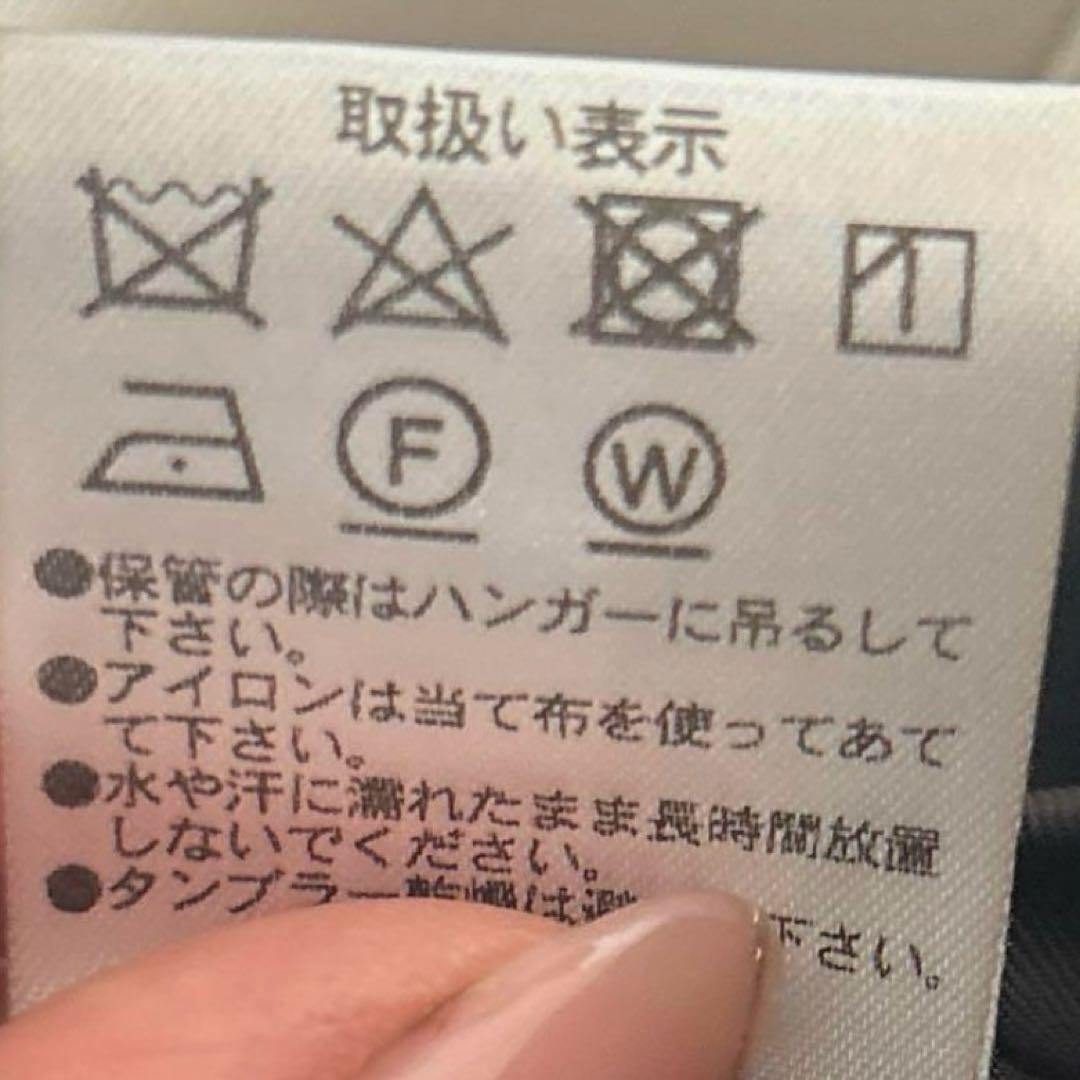 取扱い表示
F W
●保管の際はハンガーに吊るして
下さい。
●アイロンは当て布を使ってあて
て下さい。
●水や汗に濡れたまま長時間放置
しないでください。
●タンブラー乾燥は 下さい。